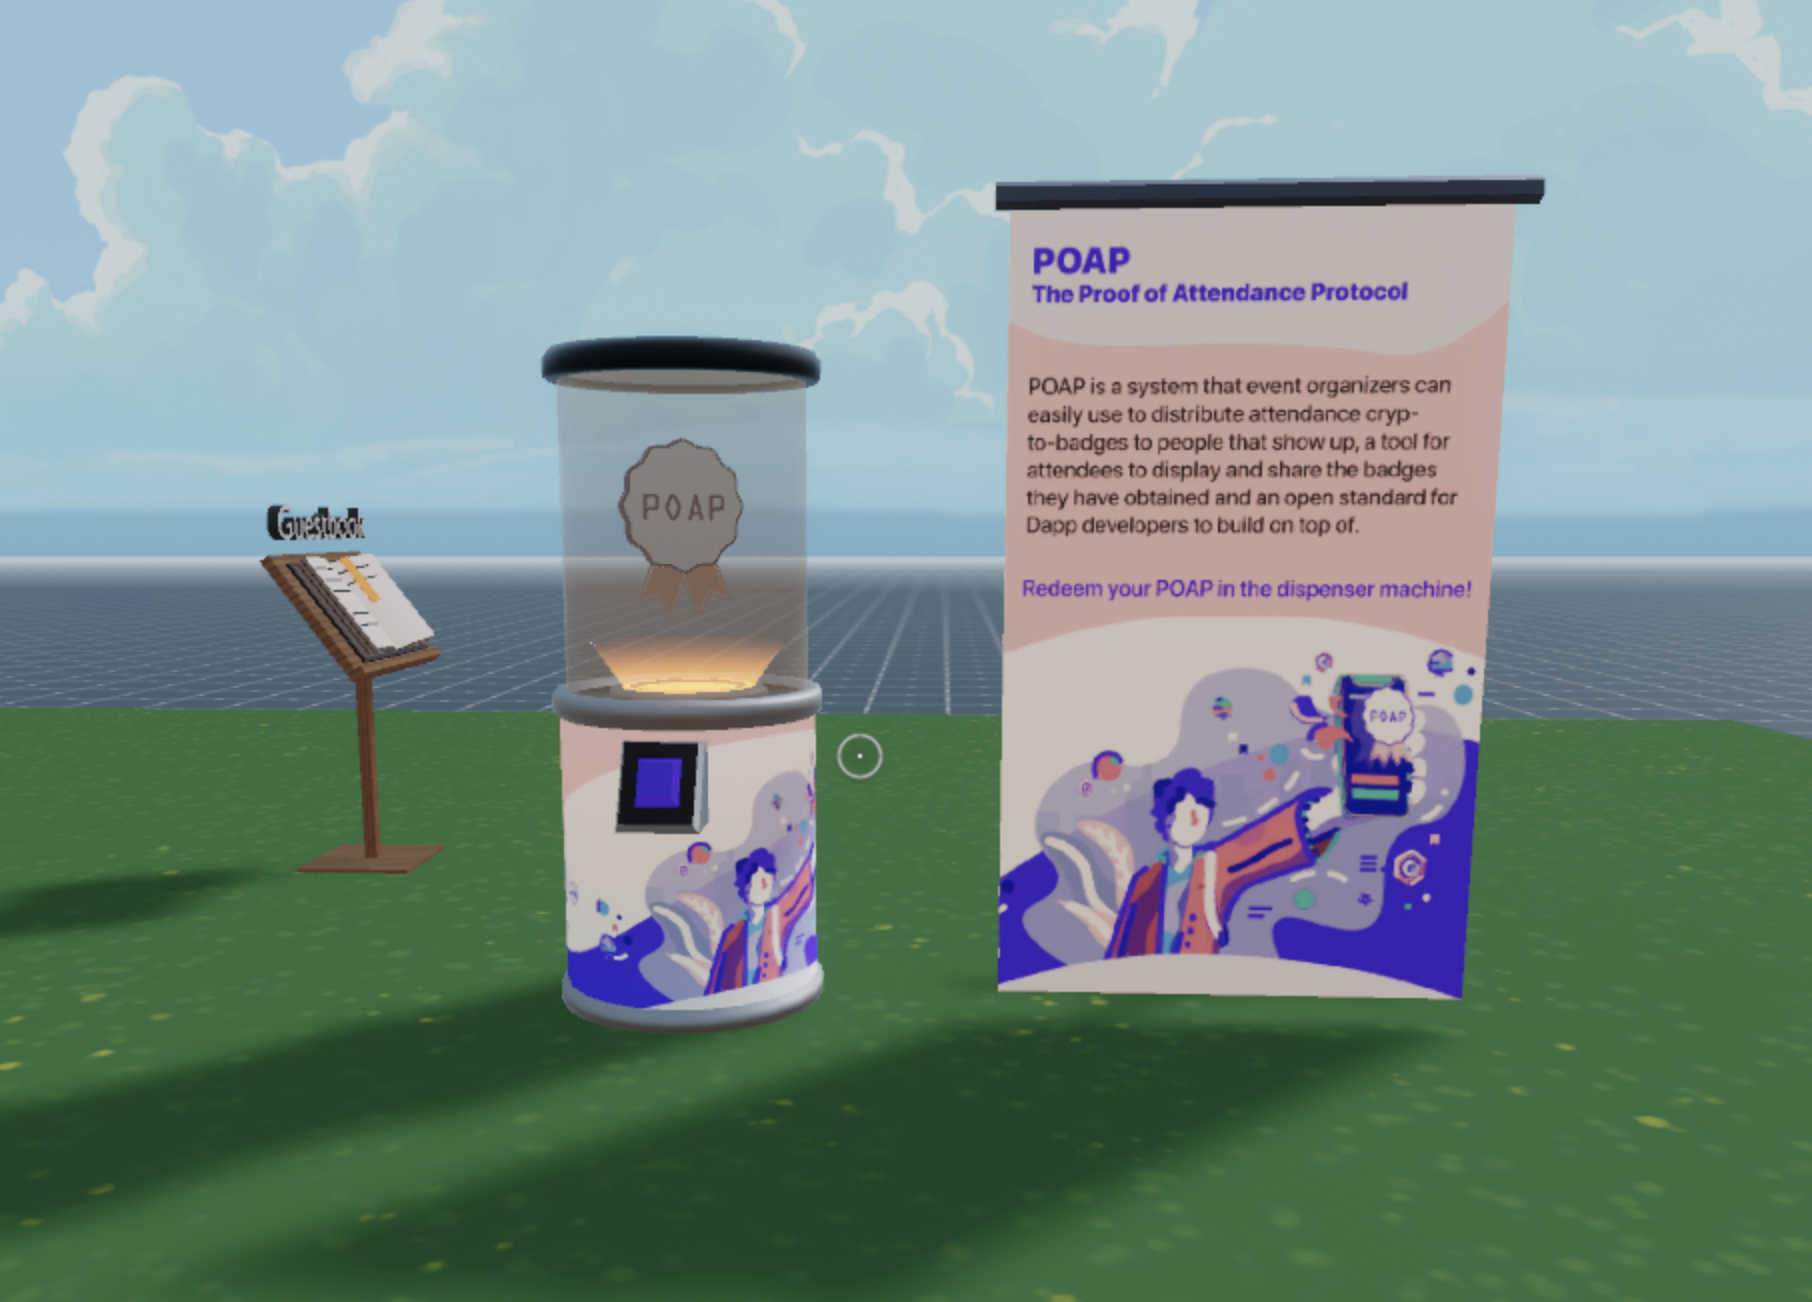 Guestbook
POAP
POAP
The Proof of Attendance Protocol
POAP is a system that event organizers can
easily use to distribute attendance cryp-
to-badges to people that show up, a tool for
attendees to display and share the badges
they have obtained and an open standard for
Dapp developers to build on top of.
Redeem your POAP in the dispenser machine!
POAP